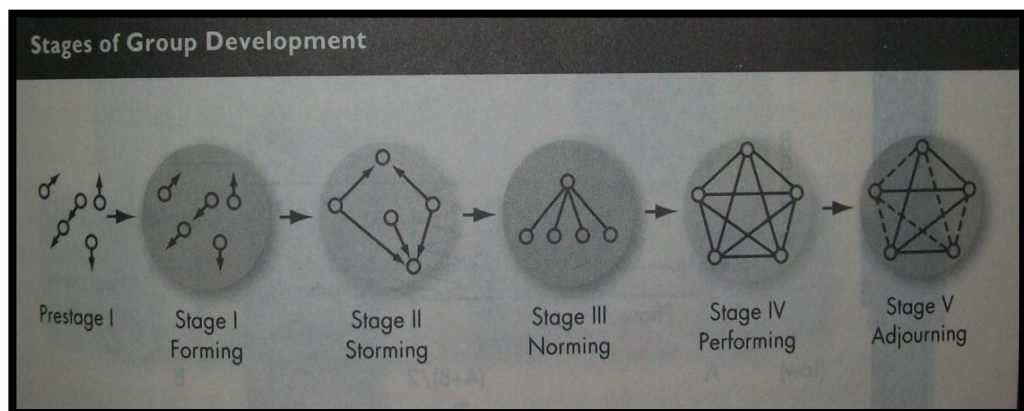 Stages of Group Development
Prestage I
Stage I
Forming
Stage II
Storming
Stage III
Norming
Stage IV
Performing
Stage V
Adjourning